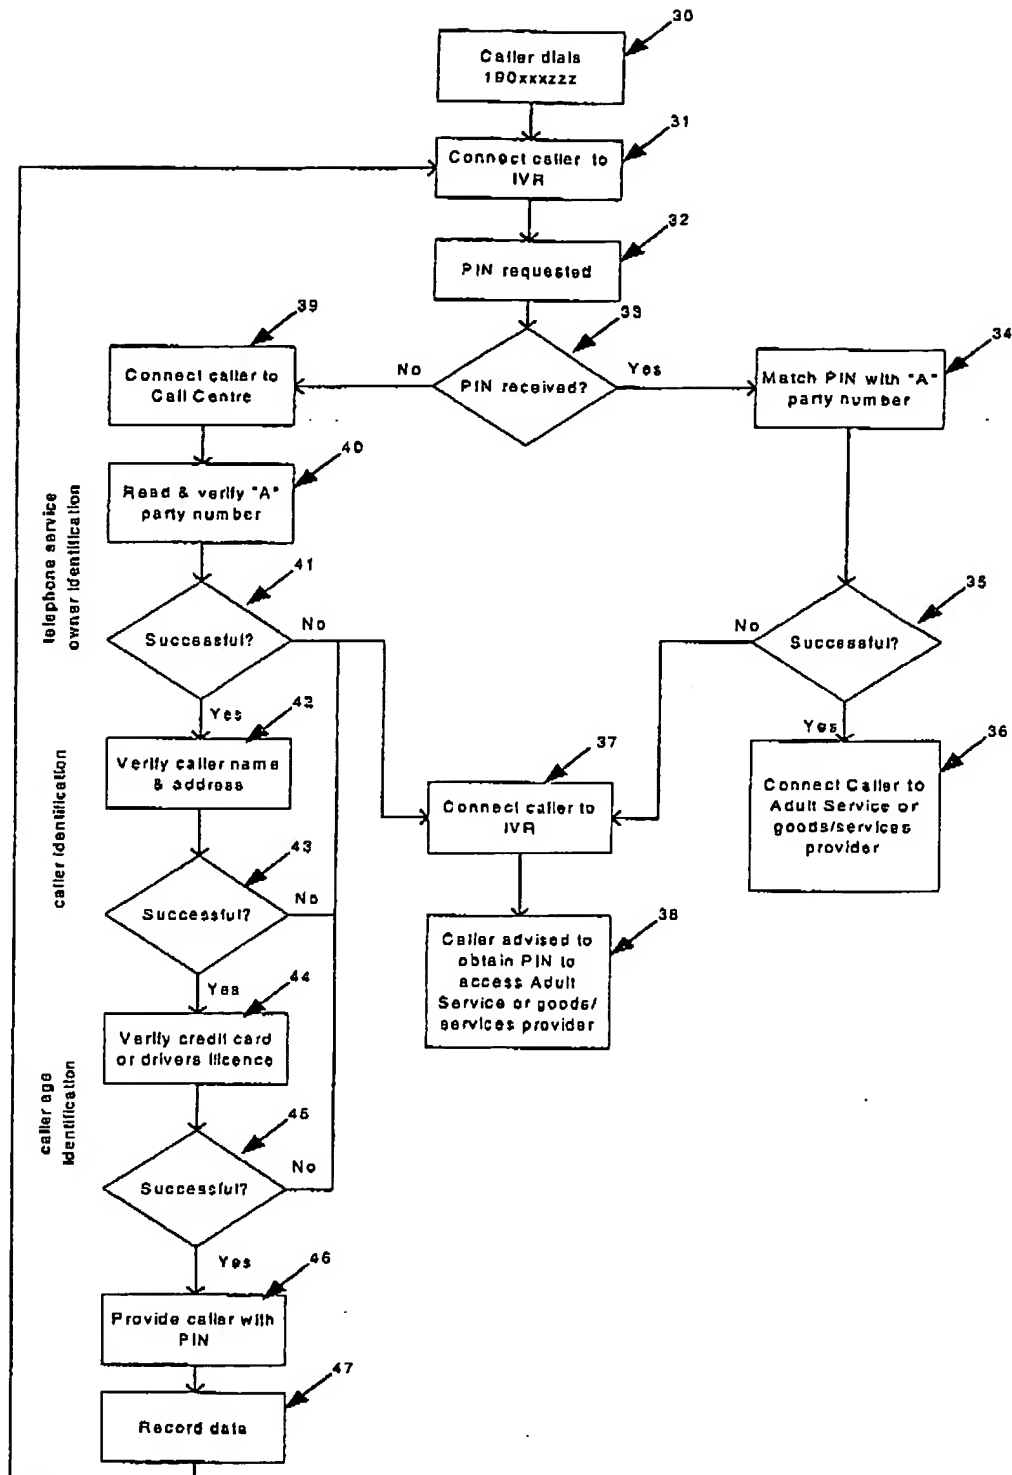 30
Caller dials
190xxxzzz
31
Connect caller to
IVR
32
PIN requested
33
PIN received?
No
Yes
39
Connect caller to
Call Centre
34
Match PIN with "A"
party number
40
Read & verify "A"
party number
telephone service
owner identification
41
Successful?
No
35
Successful?
No
Yes
Yes
42
Verify caller name
& address
caller identification
37
Connect caller to
IVR
36
Connect Caller to
Adult Service or
goods/services
provider
43
Successful?
No
Yes
38
Caller advised to
obtain PIN to
access Adult
Service or goods/
services provider
44
Verify credit card
or drivers liicence
caller age
identification
45
Successful?
No
Yes
46
Provide caller with
PIN
47
Record data